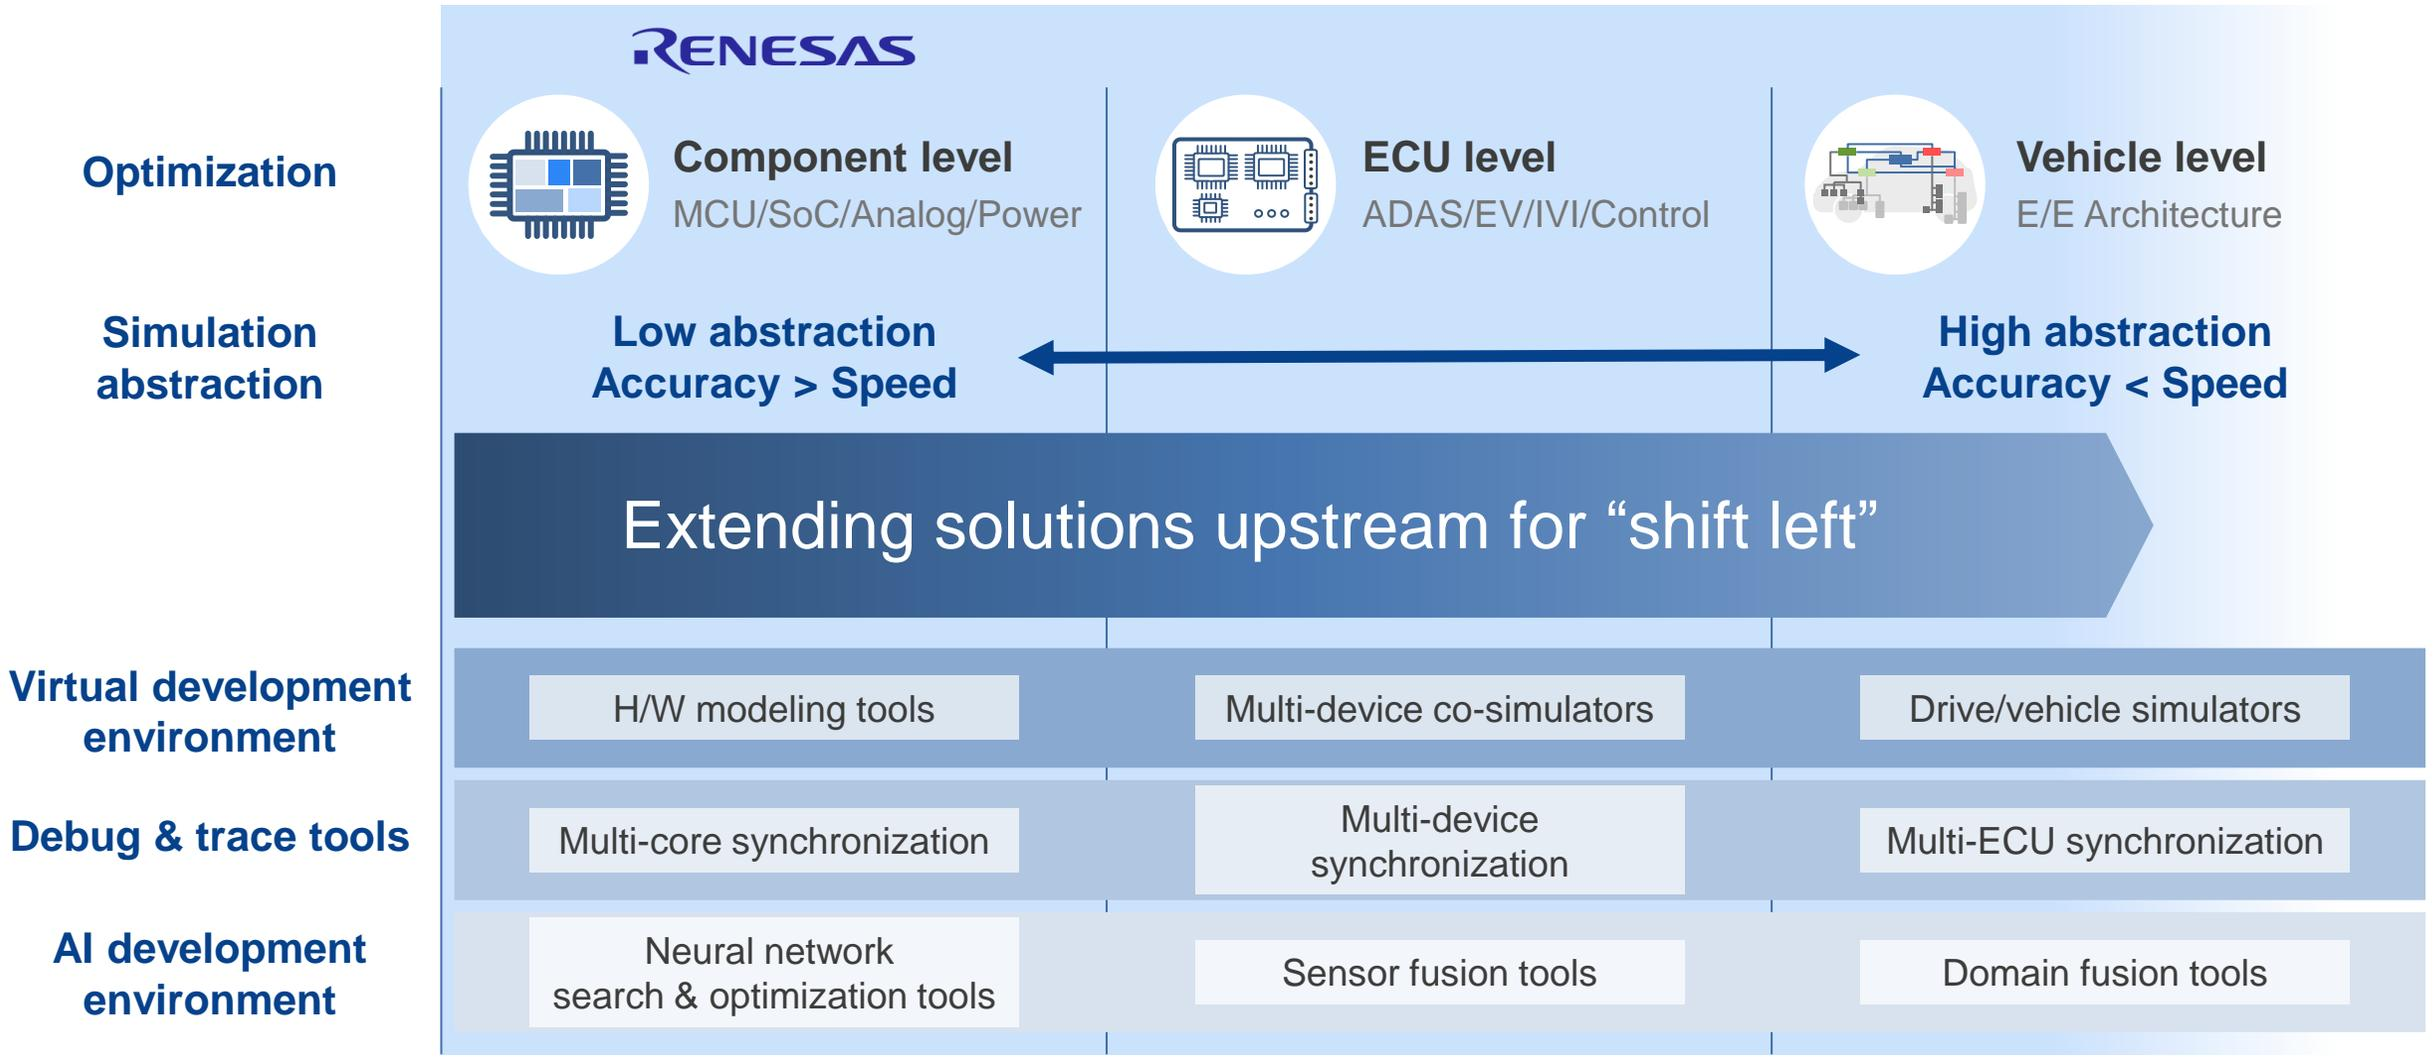 RENESAS
Optimization
Component level
MCU/SoC/Analog/Power
ECU level
ADAS/EV/IVI/Control
Vehicle level
E/E Architecture
Simulation
abstraction
Low abstraction
Accuracy > Speed
High abstraction
Accuracy < Speed
Extending solutions upstream for “shift left”
Virtual development
environment
H/W modeling tools
Multi-device co-simulators
Drive/vehicle simulators
Debug & trace tools
Multi-core synchronization
Multi-device
synchronization
Multi-ECU synchronization
AI development
environment
Neural network
search & optimization tools
Sensor fusion tools
Domain fusion tools